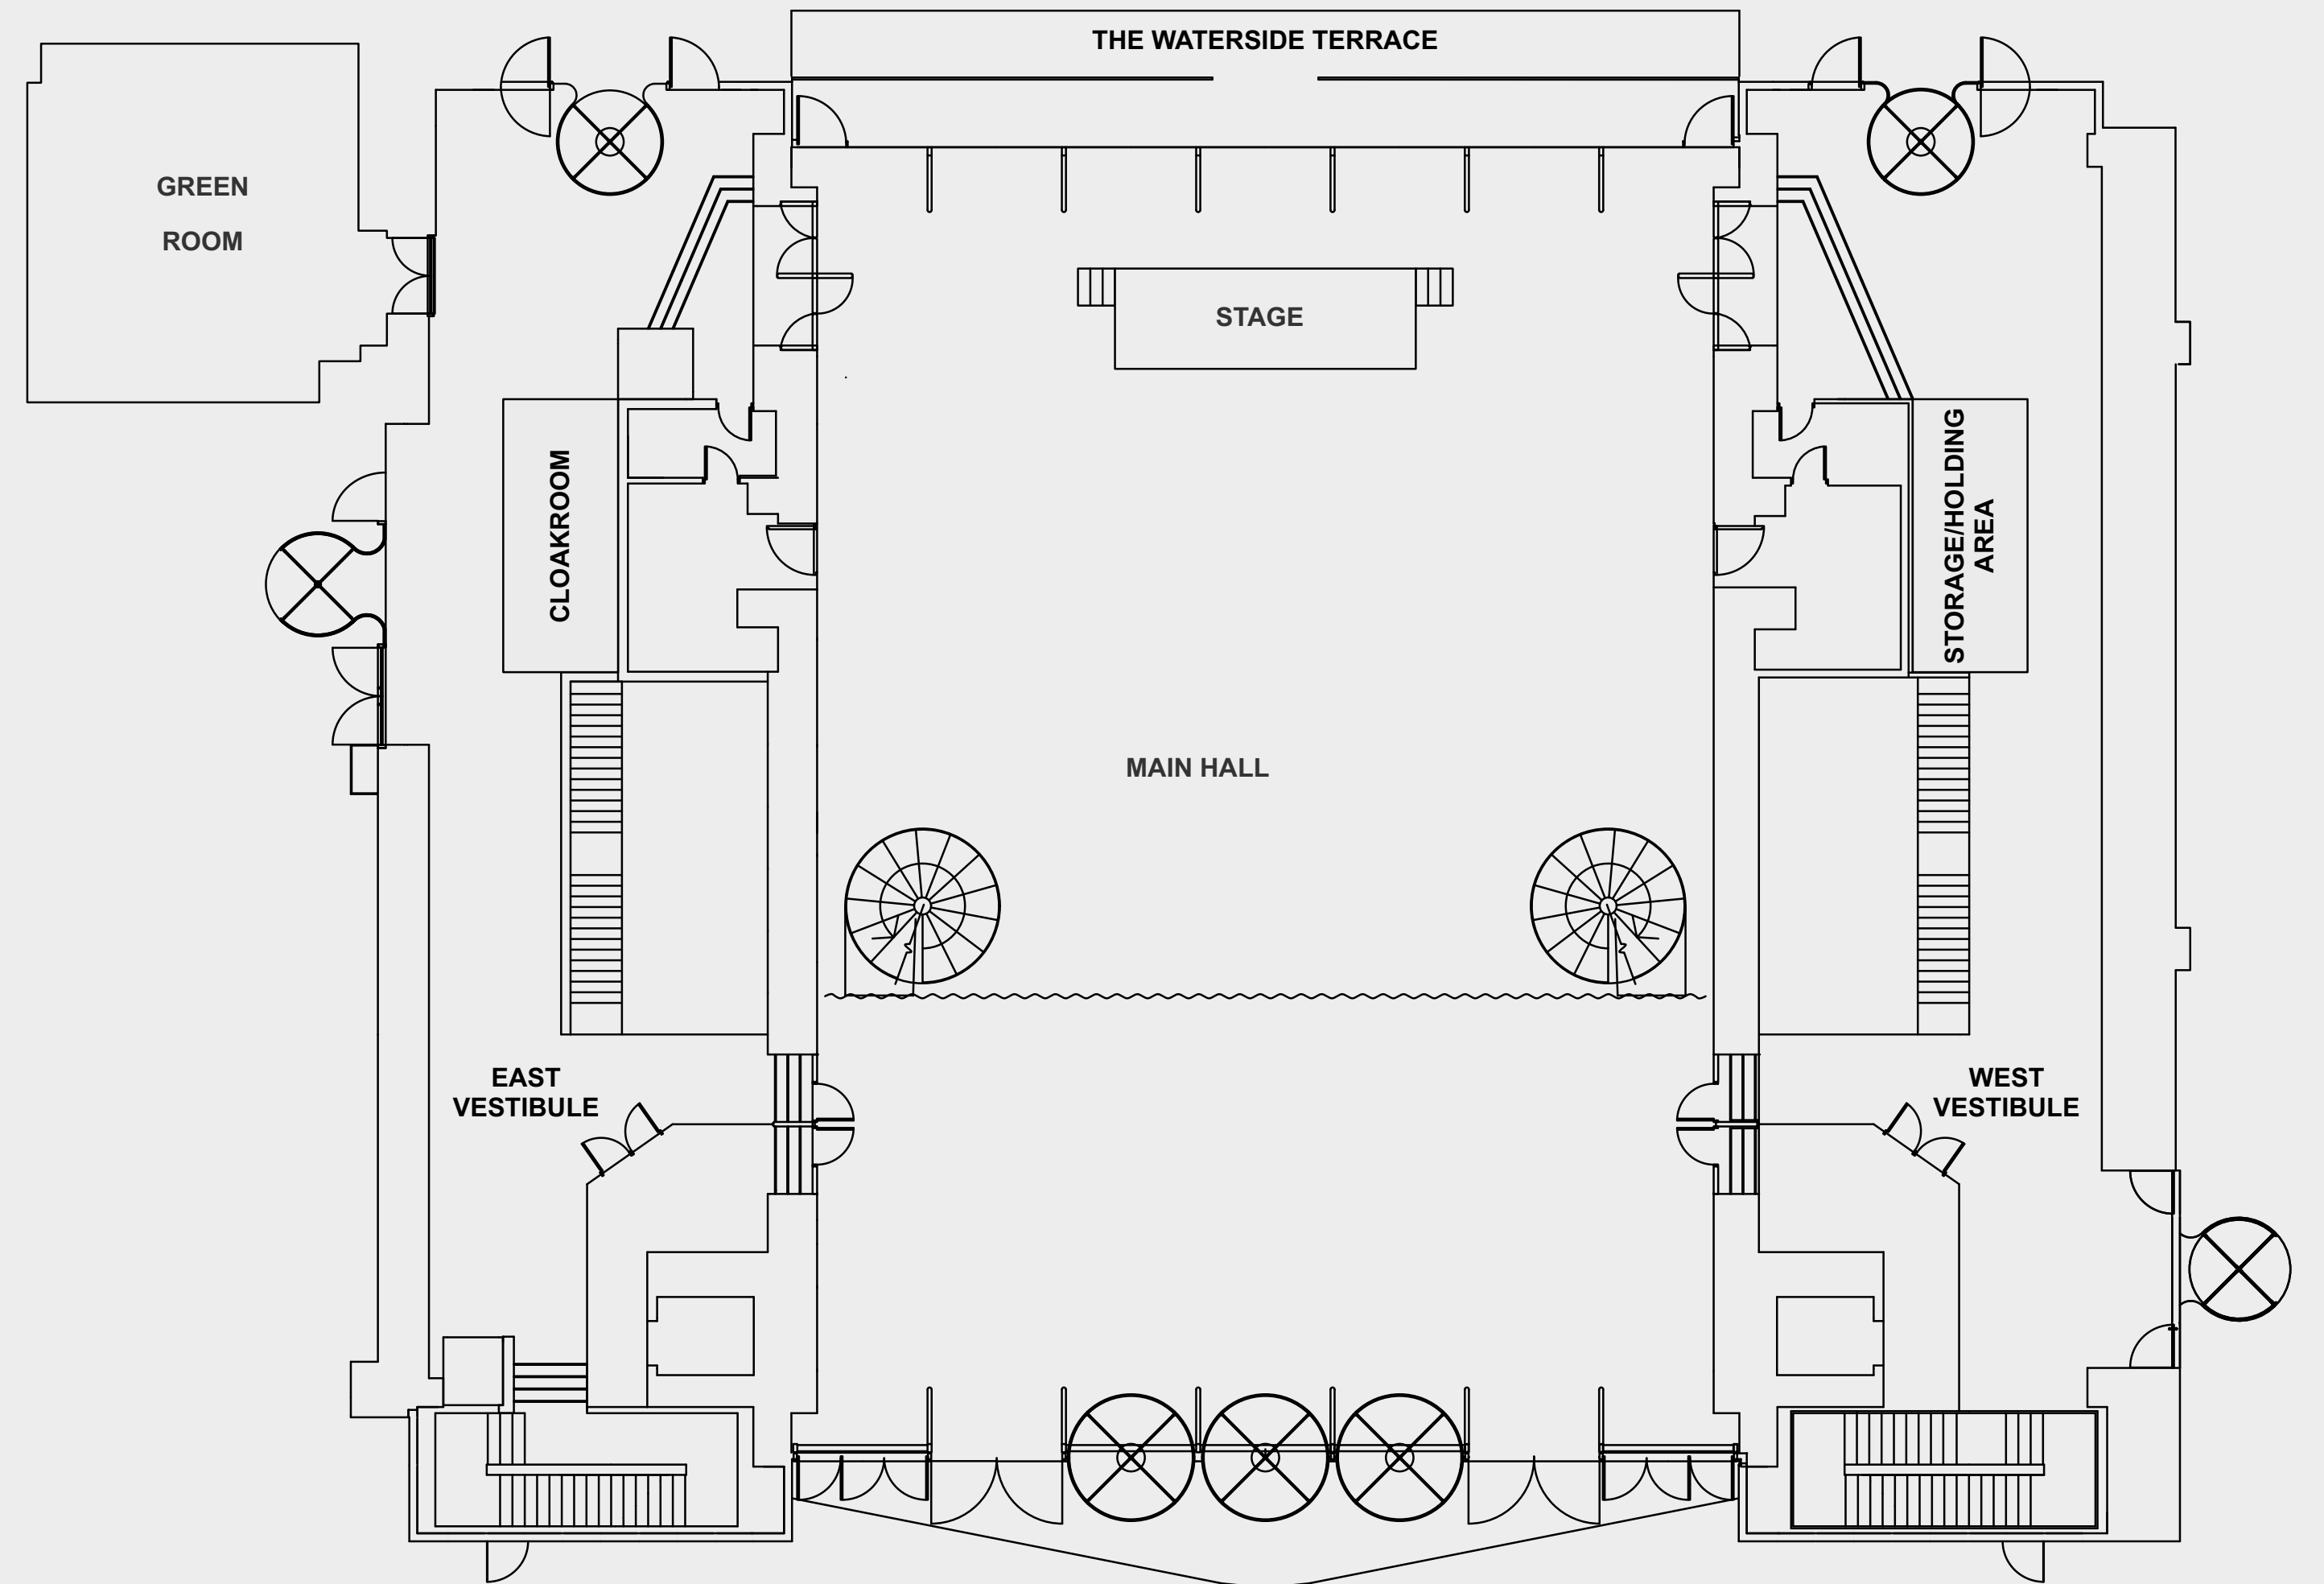 THE WATERSIDE TERRACE
GREEN
ROOM
STAGE
CLOAKROOM
STORAGE/HOLDING
AREA
MAIN HALL
EAST
VESTIBULE
WEST
VESTIBULE